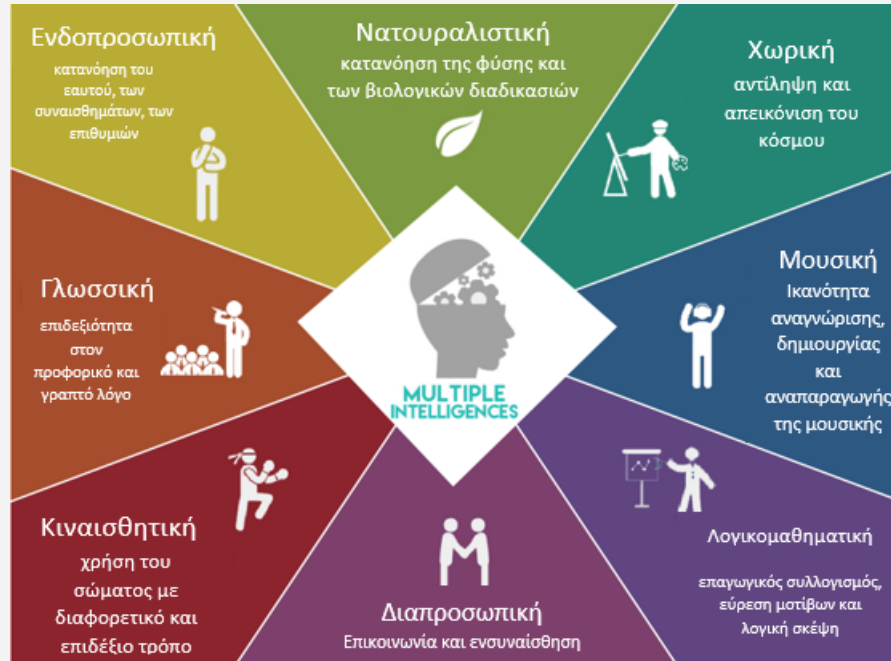 Ενδοπροσωπική
κατανόηση του
εαυτού, των
συναισθημάτων, των
επιθυμιών
Νατουραλιστική
κατανόηση της φύσης και
των βιολογικών διαδικασιών
Χωρική
αντίληψη και
απεικόνιση του
κόσμου
Γλωσσική
επιδεξιότητα
στον
προφορικό και
γραπτό λόγο
MULTIPLE
INTELLIGENCES
Μουσική
Ικανότητα
αναγνώρισης,
δημιουργίας
και
αναπαραγωγής
της μουσικής
Κιναισθητική
χρήση του
σώματος με
διαφορετικό και
επιδέξιο τρόπο
Διαπροσωπική
Επικοινωνία και ενσυναίσθηση
Λογικομαθηματική
επαγωγικός συλλογισμός,
εύρεση μοτίβων και
λογική σκέψη